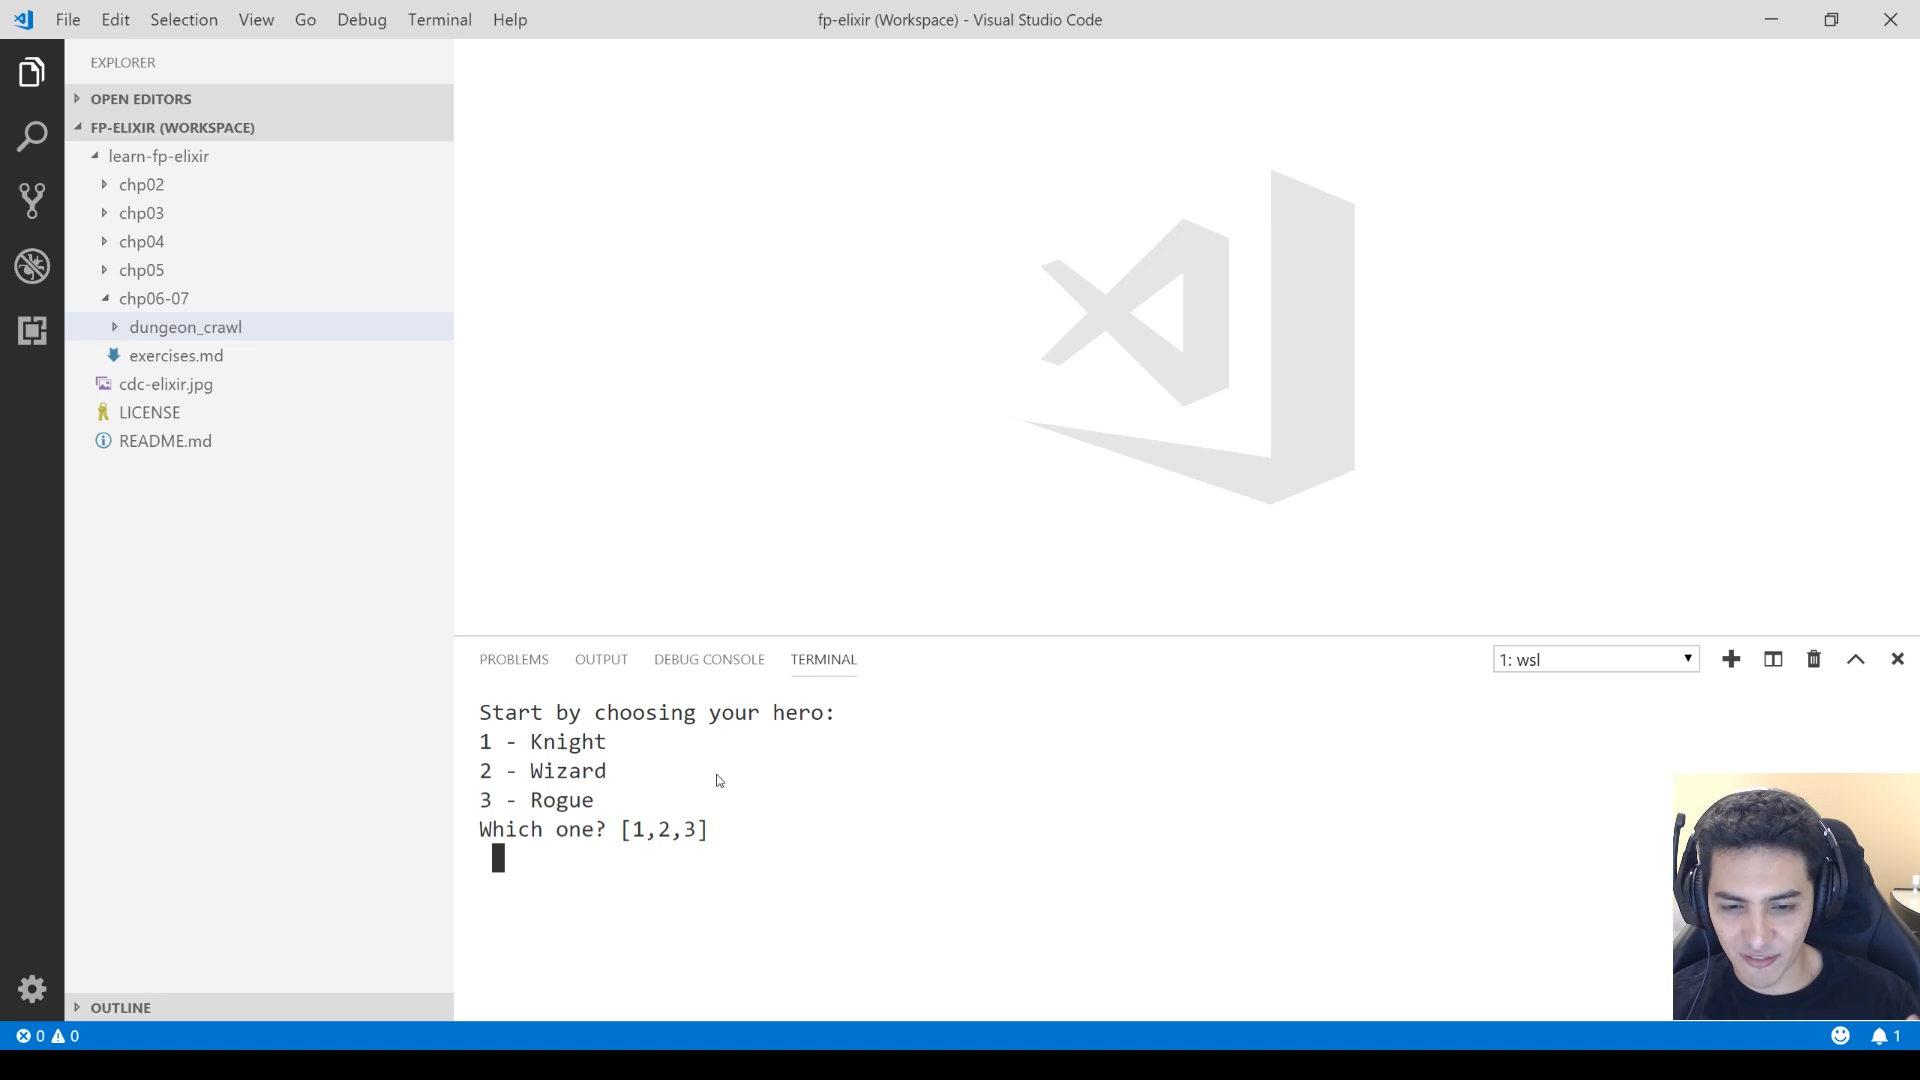 File Edit Selection View Go Debug Terminal Help
fp-elixir (Workspace) - Visual Studio Code
EXPLORER
OPEN EDITORS
FP-ELIXIR (WORKSPACE)
learn-fp-elixir
chp02
chp03
chp04
chp05
chp06-07
dungeon_crawl
exercises.md
cdc-elixir.jpg
LICENSE
README.md
OUTLINE
PROBLEMS OUTPUT DEBUG CONSOLE TERMINAL
1: wsl
Start by choosing your hero:
1 - Knight
2 - Wizard
3 - Rogue
Which one? [1,2,3]
0 0
1